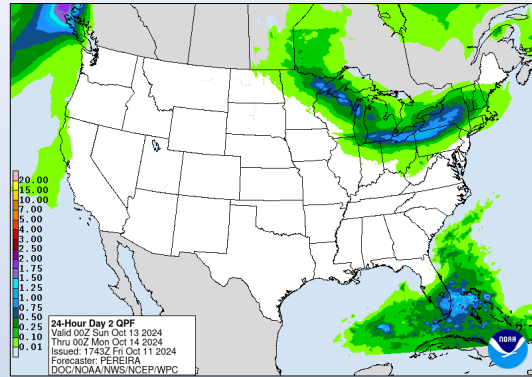 20.00
15.00
10.00
7.00
5.00
4.00
3.00
2.50
2.00
1.75
1.50
1.25
1.00
0.75
0.50
0.25
0.10
0.01
24-Hour Day 2 QPF
Valid 00Z Sun Oct 13 2024
Thru 00Z Mon Oct 14 2024
Issued: 1743Z Fri Oct 11 2024
Forecaster: PEREIRA
DOC/NOAA/NWS/NCEP/WPC
NOAA